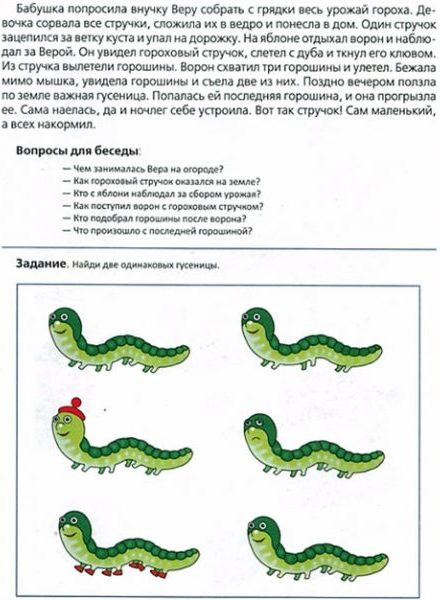 Бабушка попросила внучку Веру собрать с грядки весь урожай гороха. Де-
вочка сорвала все стручки, сложила их в ведро и понесла в дом. Один стручок
зацепился за ветку куста и упал на дорожку. На яблоне отдыхал ворон и наблю-
дал за Верой. Он увидел гороховый стручок, слетел с дуба и ткнул его клювом.
Из стручка вылетели горошины. Ворон схватил три горошины и улетел. Бежала
мимо мышка, увидела горошины и съела две из них. Поздно вечером ползла
по земле важная гусеница. Попалась ей последняя горошина, и она прогрызла
ее. Сама наелась, да и ночлег себе устроила. Вот так стручок! Сам маленький,
а всех накормил.
Вопросы для беседы:
— Чем занималась Вера на огороде?
— Как гороховый стручок оказался на земле?
— Кто с яблони наблюдал за сбором урожая?
— Как поступил ворон с гороховым стручком?
— Кто подобрал горошины после ворона?
— Что произошло с последней горошиной?
Задание. Найди две одинаковых гусеницы.